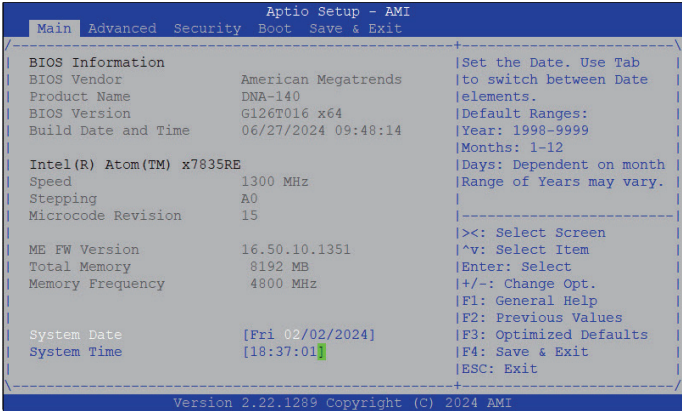 Aptio Setup - AMI
Main Advanced Security Boot Save & Exit
BIOS Information
BIOS Vendor American Megatrends
Product Name DNA-140
BIOS Version G126T016 x64
Build Date and Time 06/27/2024 09:48:14
Intel(R) Atom(TM) x7835RE
Speed 1300 MHz
Stepping A0
Microcode Revision 15
ME FW Version 16.50.10.1351
Total Memory 8192 MB
Memory Frequency 4800 MHz
System Date [Fri 02/02/2024]
System Time [18:37:01]
Set the Date. Use Tab
to switch between Date
elements.
Default Ranges:
Year: 1998-9999
Months: 1-12
Days: Dependent on month
Range of Years may vary.
><: Select Screen
^v: Select Item
Enter: Select
+/-: Change Opt.
F1: General Help
F2: Previous Values
F3: Optimized Defaults
F4: Save & Exit
ESC: Exit
Version 2.22.1289 Copyright (C) 2024 AMI